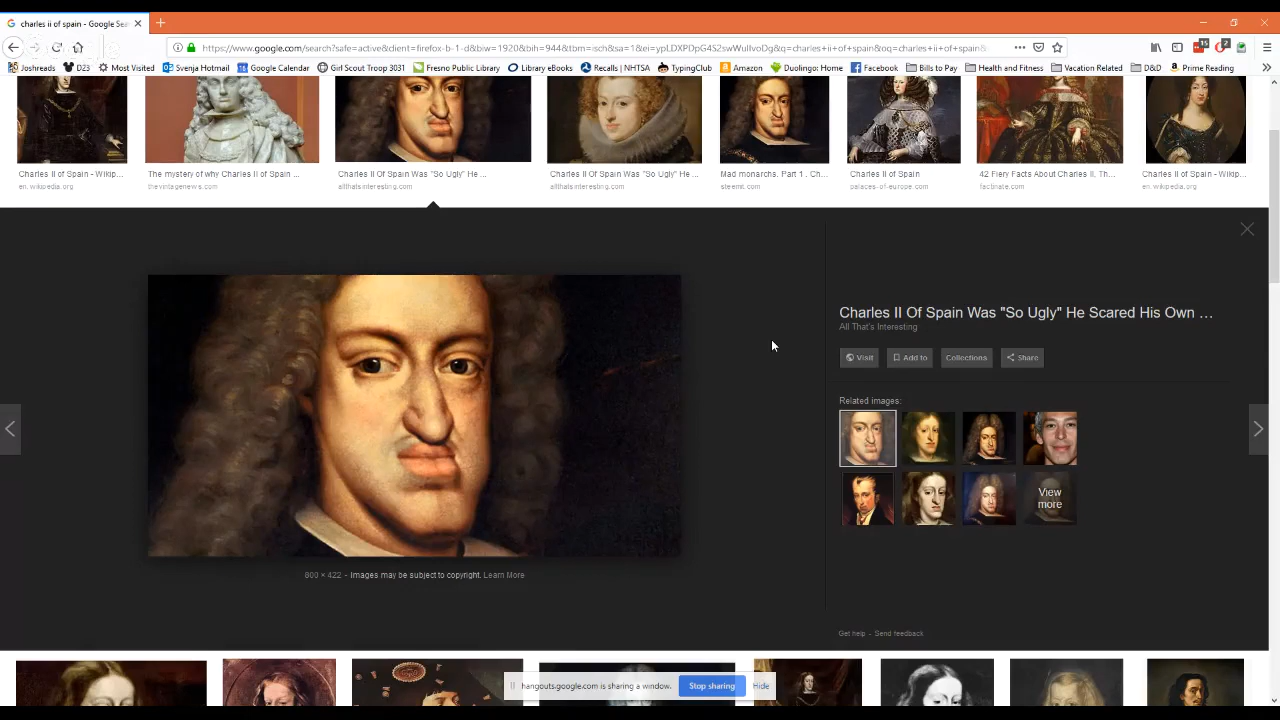 charles ii of spain - Google Sea
https://www.google.com/search?safe=active&client=firefox-b-1-d&biw=1920&bih=944&tbm=isch&sa=1&ei=ypLDXPDpG4S2swWulIvoDg&q=charles+ii+of+spain&oq=charles+ii+of+spain&
15
2
Joshreads D23 Most Visited Svenja Hotmail Google Calendar Girl Scout Troop 3031 Fresno Public Library Library eBooks Recalls | NHTSA TypingClub Amazon Duolingo: Home Facebook Bills to Pay Health and Fitness Vacation Related D&D Prime Reading
Charles II of Spain - Wikip...
en.wikipedia.org
The mystery of why Charles II of Spain ...
thevintagenews.com
Charles II Of Spain Was "So Ugly" He ...
allthatsinteresting.com
Charles II Of Spain Was "So Ugly" He ...
allthatsinteresting.com
Mad monarchs. Part 1 . Ch...
steemit.com
Charles II of Spain
palaces-of-europe.com
42 Fiery Facts About Charles II, Th...
factinate.com
Charles II of Spain - Wikip...
en.wikipedia.org
Charles II Of Spain Was "So Ugly" He Scared His Own ...
All That's Interesting
Visit Add to Collections Share
Related images:
View
more
800 × 422 - Images may be subject to copyright. Learn More
Get help - Send feedback
hangouts.google.com is sharing a window. Stop sharing Hide